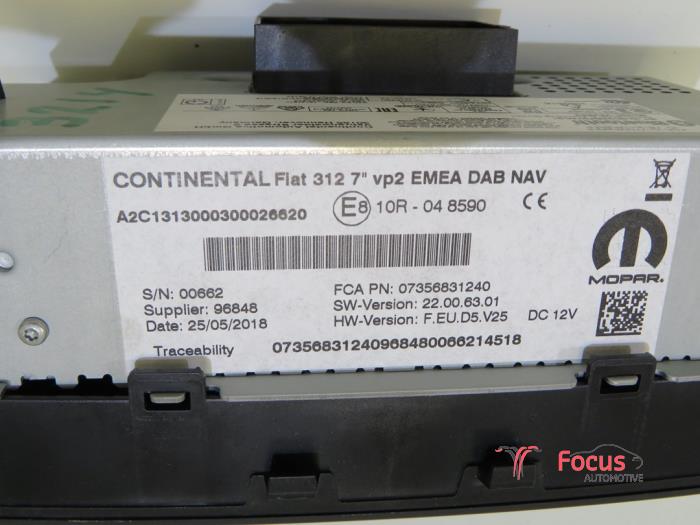 CONTINENTAL Fiat 312 7" vp2 EMEA DAB NAV
A2C1313000300026620
E8 10R - 04 8590
CE
MOPAR.
S/N: 00662
Supplier: 96848
Date: 25/05/2018
FCA PN: 07356831240
SW-Version: 22.00.63.01
HW-Version: F.EU.D5.V25
DC 12V
Traceability
07356831240968480066214518
Focus
AUTOMOTIVE